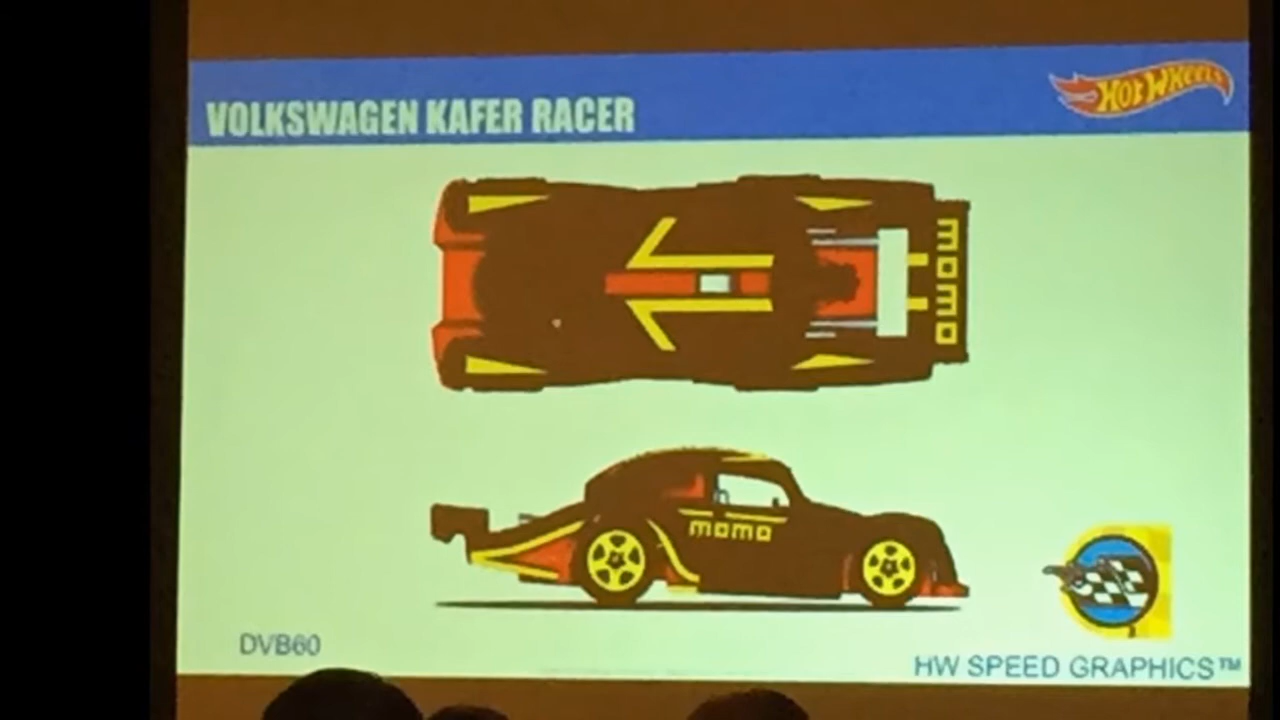 VOLKSWAGEN KAFER RACER
HOT WHEELS
momo
momo
DVB60
HW SPEED GRAPHICS™